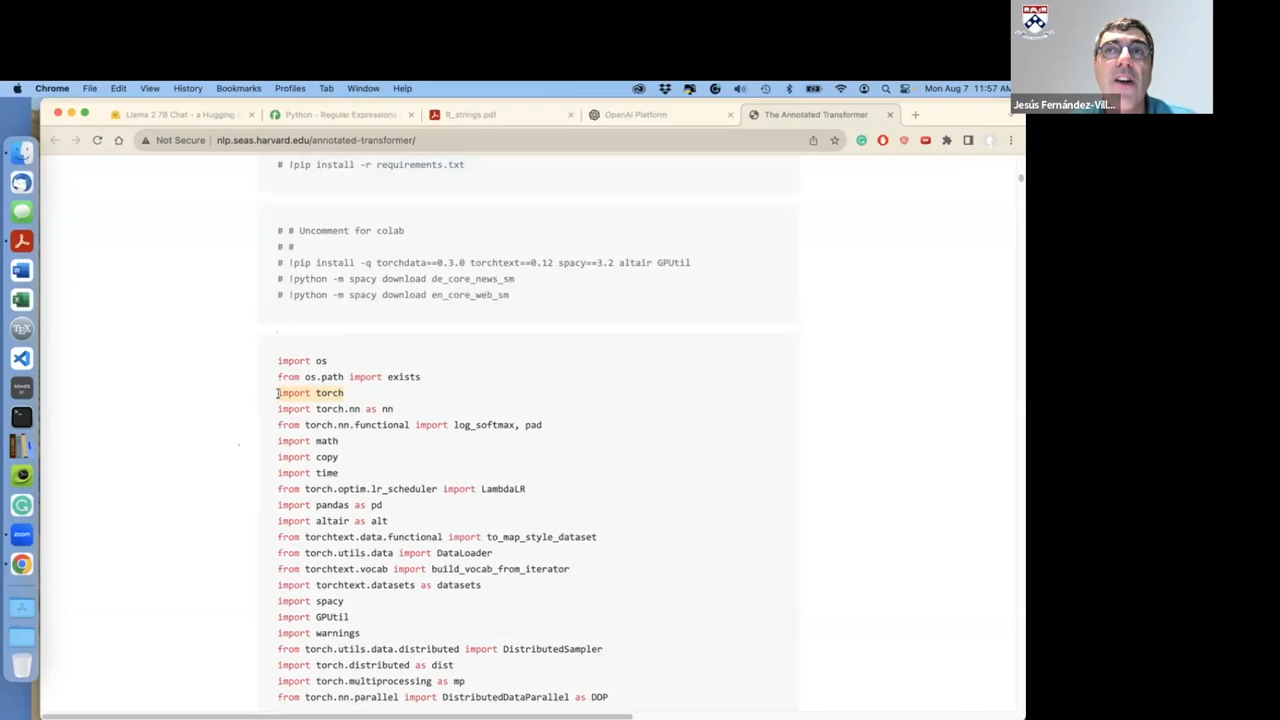 Jesús Fernández-Vill...
Chrome File Edit View History Bookmarks Profiles Tab Window Help Mon Aug 7 11:57 AM
Llama 2 7B Chat - a Hugging Python - Regular Expressions R_strings.pdf OpenAI Platform The Annotated Transformer
Not Secure nlp.seas.harvard.edu/annotated-transformer/
# !pip install -r requirements.txt
# # Uncomment for colab
# #
# !pip install -q torchdata==0.3.0 torchtext==0.12 spacy==3.2 altair GPUtil
# !python -m spacy download de_core_news_sm
# !python -m spacy download en_core_web_sm
import os
from os.path import exists
import torch
import torch.nn as nn
from torch.nn.functional import log_softmax, pad
import math
import copy
import time
from torch.optim.lr_scheduler import LambdaLR
import pandas as pd
import altair as alt
from torchtext.data.functional import to_map_style_dataset
from torch.utils.data import DataLoader
from torchtext.vocab import build_vocab_from_iterator
import torchtext.datasets as datasets
import spacy
import GPUtil
import warnings
from torch.utils.data.distributed import DistributedSampler
import torch.distributed as dist
import torch.multiprocessing as mp
from torch.nn.parallel import DistributedDataParallel as DDP
zoom